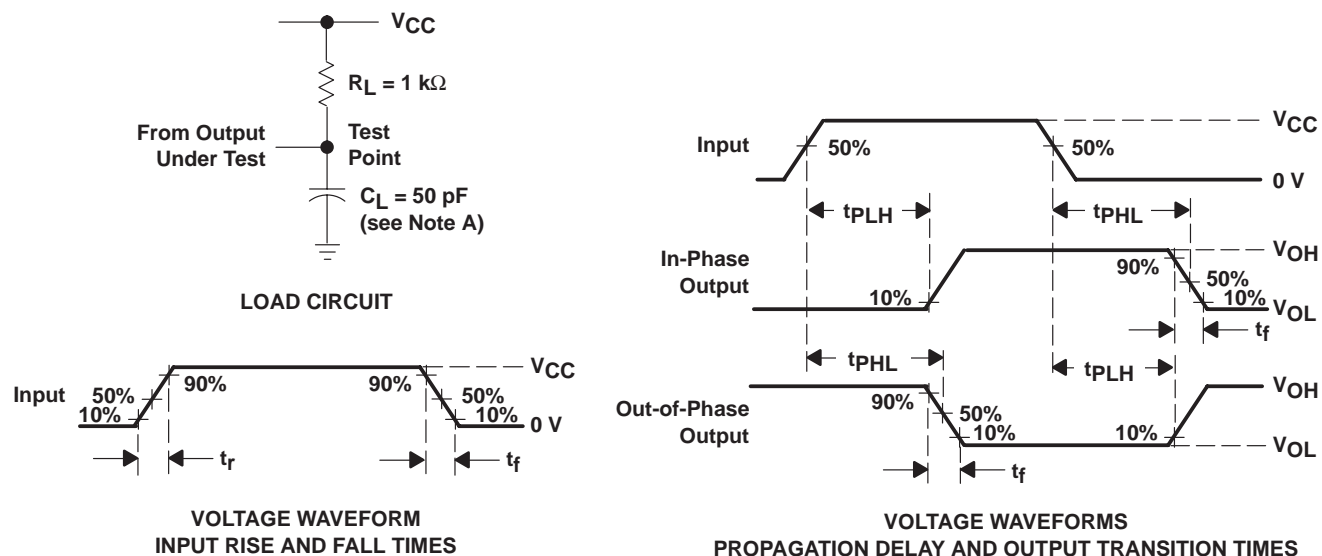 VCC
RL = 1 kΩ
From Output
Under Test
Test
Point
CL = 50 pF
(see Note A)
LOAD CIRCUIT
Input
50%
10%
90%
90%
VCC
50%
10%
0 V
tr
tf
VOLTAGE WAVEFORM
INPUT RISE AND FALL TIMES
Input
50%
50%
VCC
0 V
tPLH
tPHL
In-Phase
Output
10%
90%
VOH
50%
10%
VOL
tf
tPHL
tPLH
Out-of-Phase
Output
90%
50%
10%
10%
VOH
VOL
tf
VOLTAGE WAVEFORMS
PROPAGATION DELAY AND OUTPUT TRANSITION TIMES